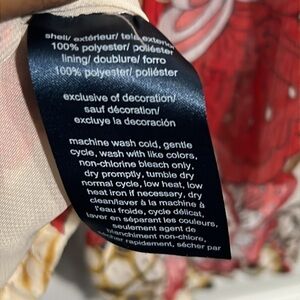 shell/ extérieur/ tela exterior
100% polyester/ poliéster
lining/ doublure/ forro
100% polyester/ poliéster
exclusive of decoration/
sauf décoration/
excluye la decoración
machine wash cold, gentle
cycle, wash with like colors,
non-chlorine bleach only,
dry promptly, tumble dry
normal cycle, low heat, low
heat iron if necessary, dry
clean/laver à la machine à
l'eau froide, cycle délicat,
laver en séparant les couleurs,
seulement agent de
blanchiment non-chlore,
sécher rapidement, sécher par